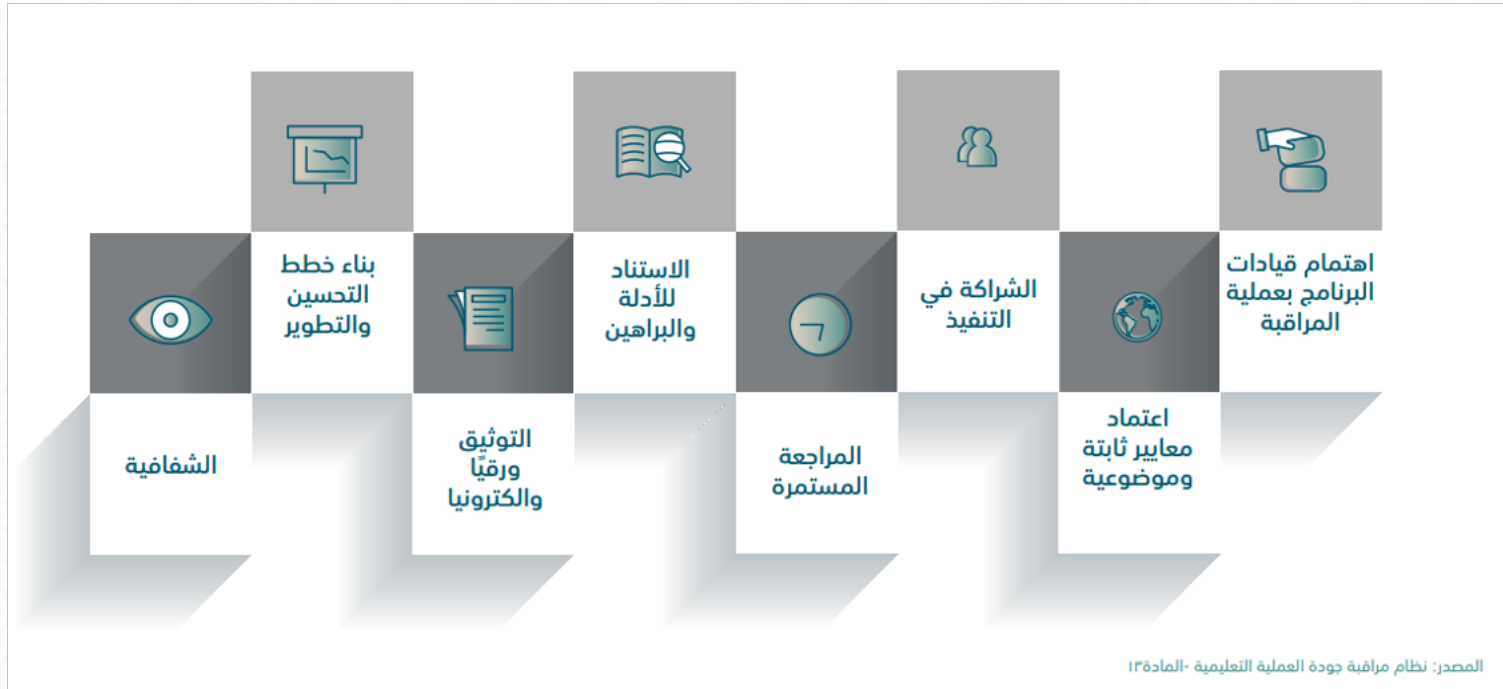 اهتمام قيادات
البرنامج بعملية
المراقبة
اعتماد
معايير ثابتة
وموضوعية
الشراكة في
التنفيذ
المراجعة
المستمرة
الاستناد
للأدلة
والبراهين
التوثيق
ورقيًا
والكترونيا
بناء خطط
التحسين
والتطوير
الشفافية
المصدر: نظام مراقبة جودة العملية التعليمية -المادة١٣